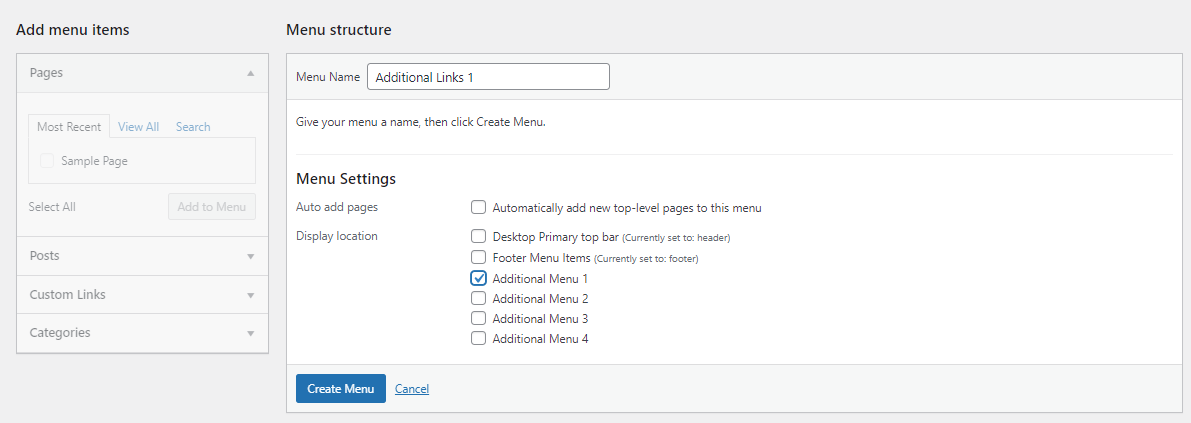 Add menu items
Pages
Most Recent View All Search
Sample Page
Select All Add to Menu
Posts
Custom Links
Categories
Menu structure
Menu Name Additional Links 1
Give your menu a name, then click Create Menu.
Menu Settings
Auto add pages Automatically add new top-level pages to this menu
Display location Desktop Primary top bar (Currently set to: header)
Footer Menu Items (Currently set to: footer)
Additional Menu 1
Additional Menu 2
Additional Menu 3
Additional Menu 4
Create Menu Cancel